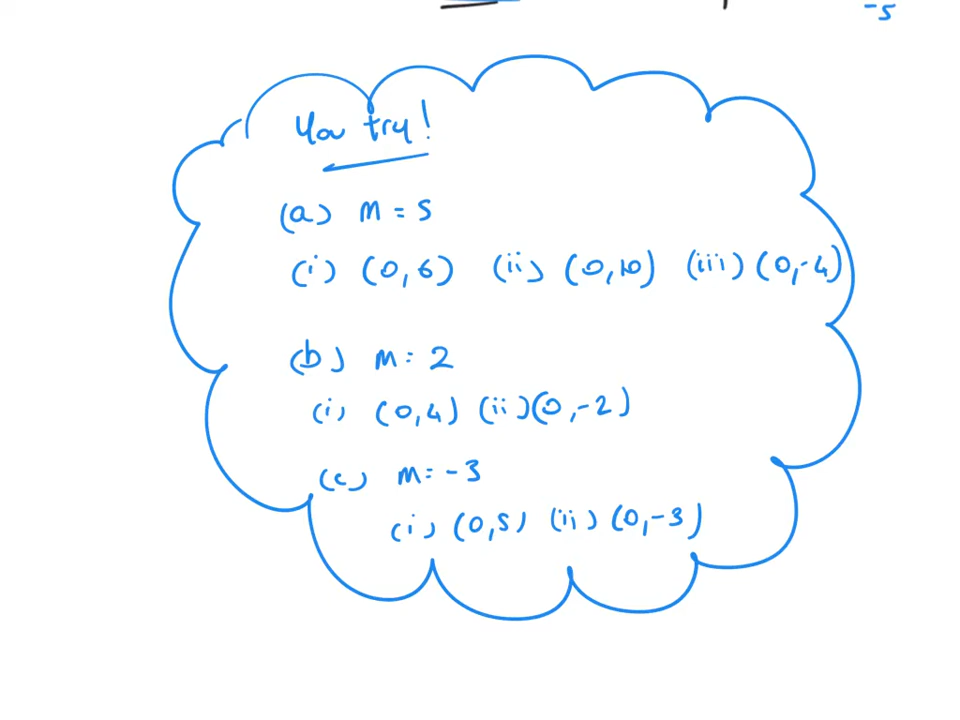 -5
You try!
(a) m = 5
(i) (0,6) (ii) (0,10) (iii) (0,-4)
(b) m = 2
(i) (0,4) (ii) (0,-2)
(c) m = -3
(i) (0,5) (ii) (0,-3)